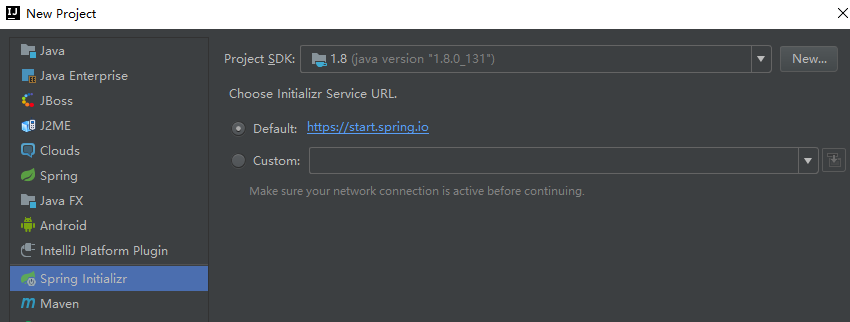 New Project
Java
Java Enterprise
JBoss
J2ME
Clouds
Spring
Java FX
Android
IntelliJ Platform Plugin
Spring Initializr
Maven
Project SDK: 1.8 (java version "1.8.0_131") New...
Choose Initializr Service URL.
Default: https://start.spring.io
Custom:
Make sure your network connection is active before continuing.